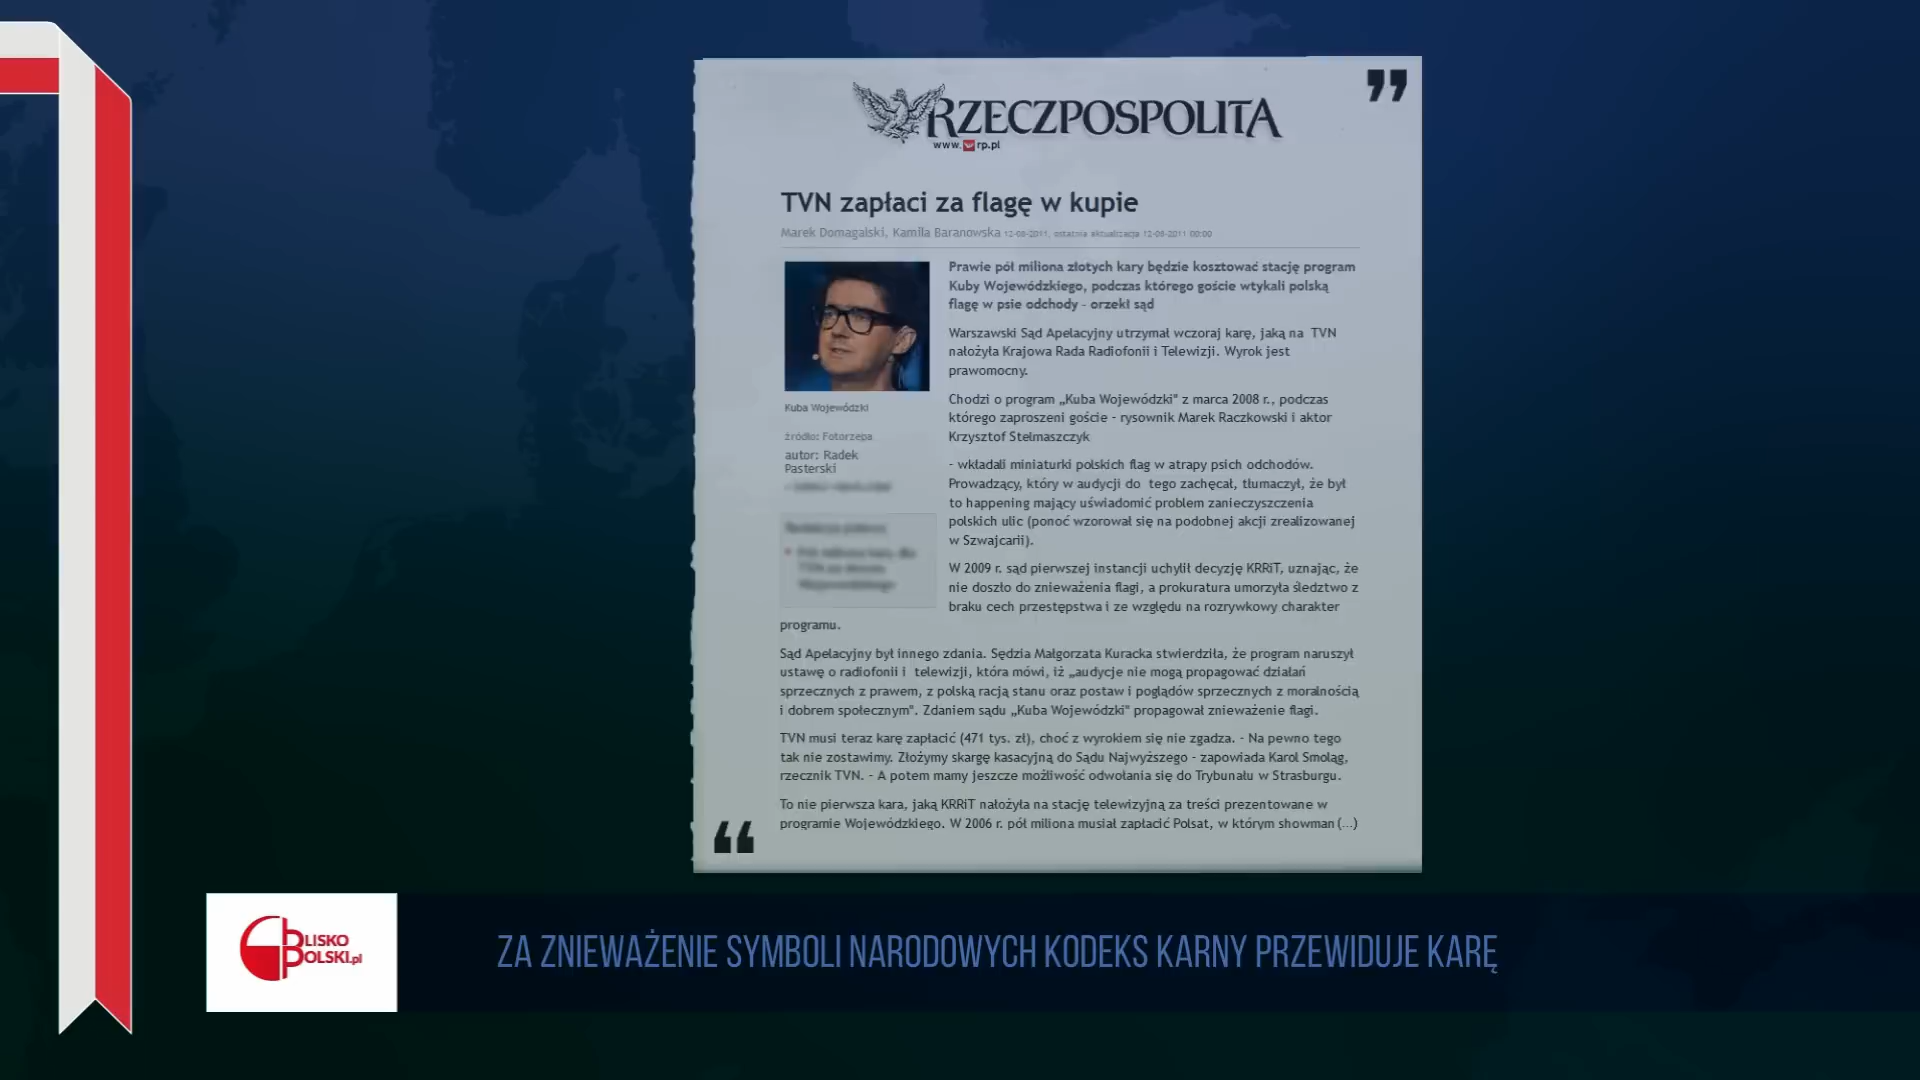 ”
RZECZPOSPOLITA
www.rp.pl
TVN zapłaci za flagę w kupie
Marek Domagalski, Kamila Baranowska 12-08-2011, ostatnia aktualizacja 12-08-2011 00:00
Prawie pół miliona złotych kary będzie kosztować stację program
Kuby Wojewódzkiego, podczas którego goście wtykali polską
flagę w psie odchody - orzekł sąd
Warszawski Sąd Apelacyjny utrzymał wczoraj karę, jaką na TVN
nałożyła Krajowa Rada Radiofonii i Telewizji. Wyrok jest
prawomocny.
Kuba Wojewódzki
źródło: Fotorzepa
autor: Radek
Pasterski
Chodzi o program „Kuba Wojewódzki" z marca 2008 r., podczas
którego zaproszeni goście - rysownik Marek Raczkowski i aktor
Krzysztof Stelmaszczyk
- wkładali miniaturki polskich flag w atrapy psich odchodów.
Prowadzący, który w audycji do tego zachęcał, tłumaczył, że był
to happening mający uświadomić problem zanieczyszczenia
polskich ulic (ponoć wzorował się na podobnej akcji zrealizowanej
w Szwajcarii).
W 2009 r. sąd pierwszej instancji uchylił decyzję KRRiT, uznając, że
nie doszło do znieważenia flagi, a prokuratura umorzyła śledztwo z
braku cech przestępstwa i ze względu na rozrywkowy charakter
programu.
Sąd Apelacyjny był innego zdania. Sędzia Małgorzata Kuracka stwierdziła, że program naruszył
ustawę o radiofonii i telewizji, która mówi, iż „audycje nie mogą propagować działań
sprzecznych z prawem, z polską racją stanu oraz postaw i poglądów sprzecznych z moralnością
i dobrem społecznym". Zdaniem sądu „Kuba Wojewódzki" propagował znieważenie flagi.
TVN musi teraz karę zapłacić (471 tys. zł), choć z wyrokiem się nie zgadza. - Na pewno tego
tak nie zostawimy. Złożymy skargę kasacyjną do Sądu Najwyższego - zapowiada Karol Smoląg,
rzecznik TVN. - A potem mamy jeszcze możliwość odwołania się do Trybunału w Strasburgu.
To nie pierwsza kara, jaką KRRiT nałożyła na stację telewizyjną za treści prezentowane w
programie Wojewódzkiego. W 2006 r. pół miliona musiał zapłacić Polsat, w którym showman (...)
“
BLISKO
POLSKI.pl
ZA ZNIEWAŻENIE SYMBOLI NARODOWYCH KODEKS KARNY PRZEWIDUJE KARĘ